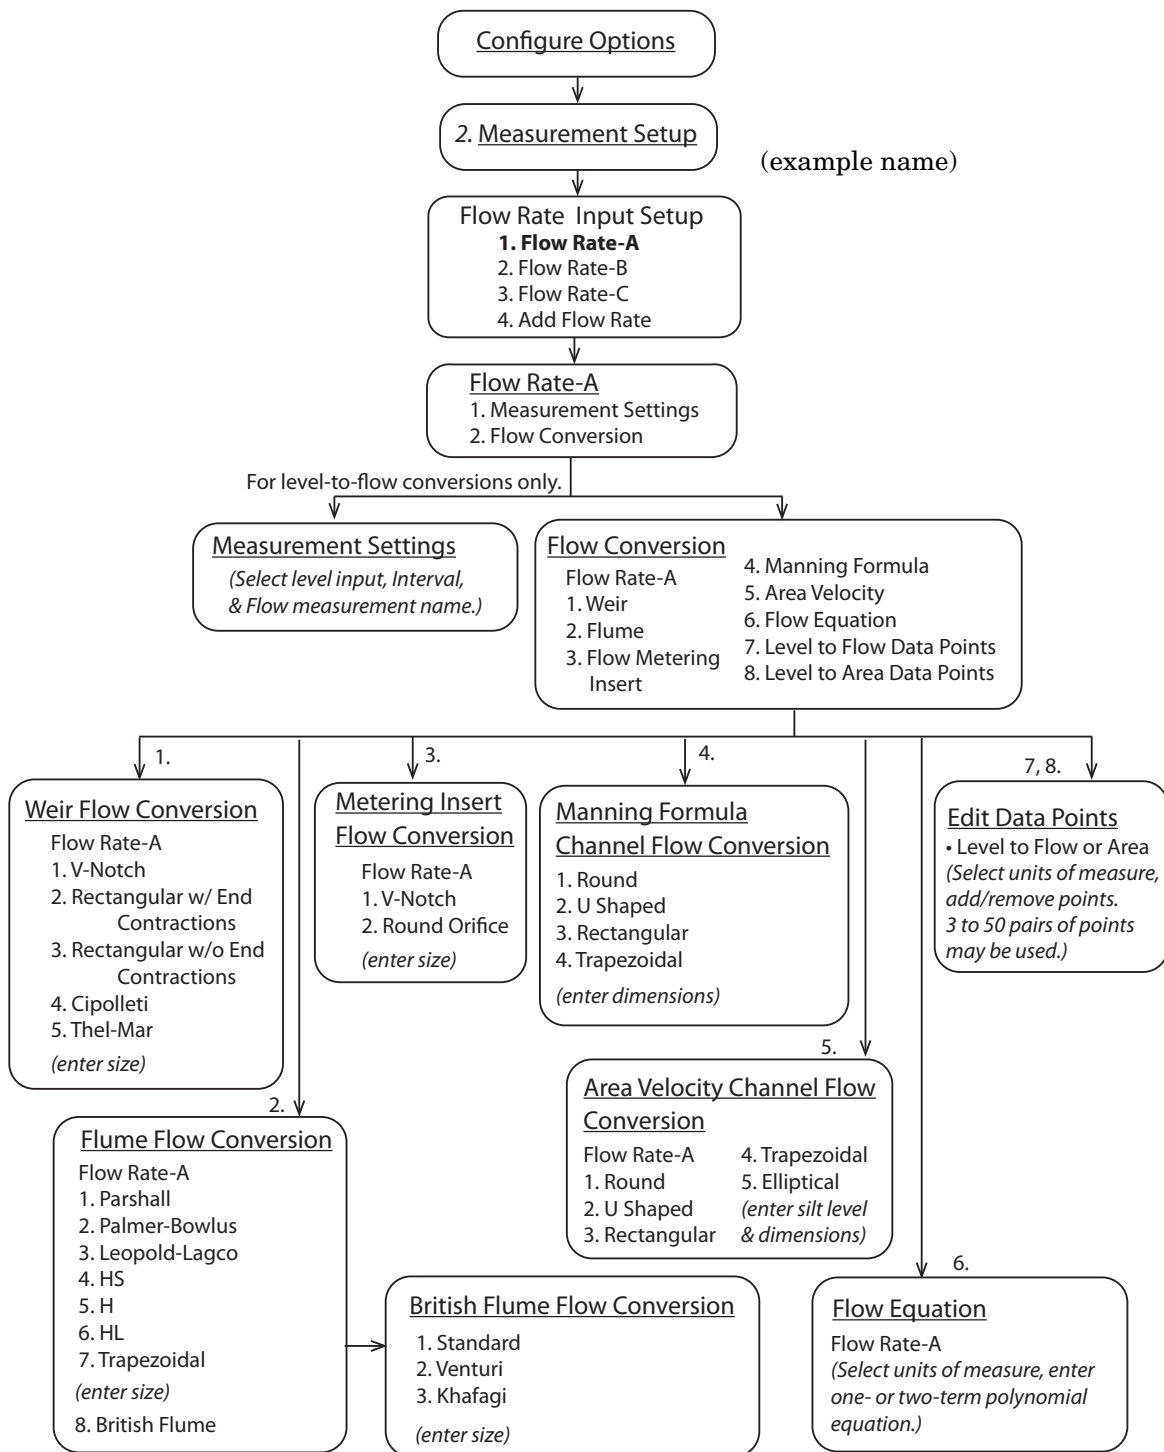 Configure Options
2. Measurement Setup
(example name)
Flow Rate Input Setup
1. Flow Rate-A
2. Flow Rate-B
3. Flow Rate-C
4. Add Flow Rate
Flow Rate-A
1. Measurement Settings
2. Flow Conversion
For level-to-flow conversions only.
Measurement Settings
(Select level input, Interval,
& Flow measurement name.)
Flow Conversion
Flow Rate-A
1. Weir
2. Flume
3. Flow Metering
Insert
4. Manning Formula
5. Area Velocity
6. Flow Equation
7. Level to Flow Data Points
8. Level to Area Data Points
1.
Weir Flow Conversion
Flow Rate-A
1. V-Notch
2. Rectangular w/ End
Contractions
3. Rectangular w/o End
Contractions
4. Cipolleti
5. Thel-Mar
(enter size)
3.
Metering Insert
Flow Conversion
Flow Rate-A
1. V-Notch
2. Round Orifice
(enter size)
4.
Manning Formula
Channel Flow Conversion
1. Round
2. U Shaped
3. Rectangular
4. Trapezoidal
(enter dimensions)
7, 8.
Edit Data Points
• Level to Flow or Area
(Select units of measure,
add/remove points.
3 to 50 pairs of points
may be used.)
5.
Area Velocity Channel Flow
Conversion
Flow Rate-A
1. Round
2. U Shaped
3. Rectangular
4. Trapezoidal
5. Elliptical
(enter silt level
& dimensions)
2.
Flume Flow Conversion
Flow Rate-A
1. Parshall
2. Palmer-Bowlus
3. Leopold-Lagco
4. HS
5. H
6. HL
7. Trapezoidal
(enter size)
8. British Flume
British Flume Flow Conversion
1. Standard
2. Venturi
3. Khafagi
(enter size)
6.
Flow Equation
Flow Rate-A
(Select units of measure, enter
one- or two-term polynomial
equation.)